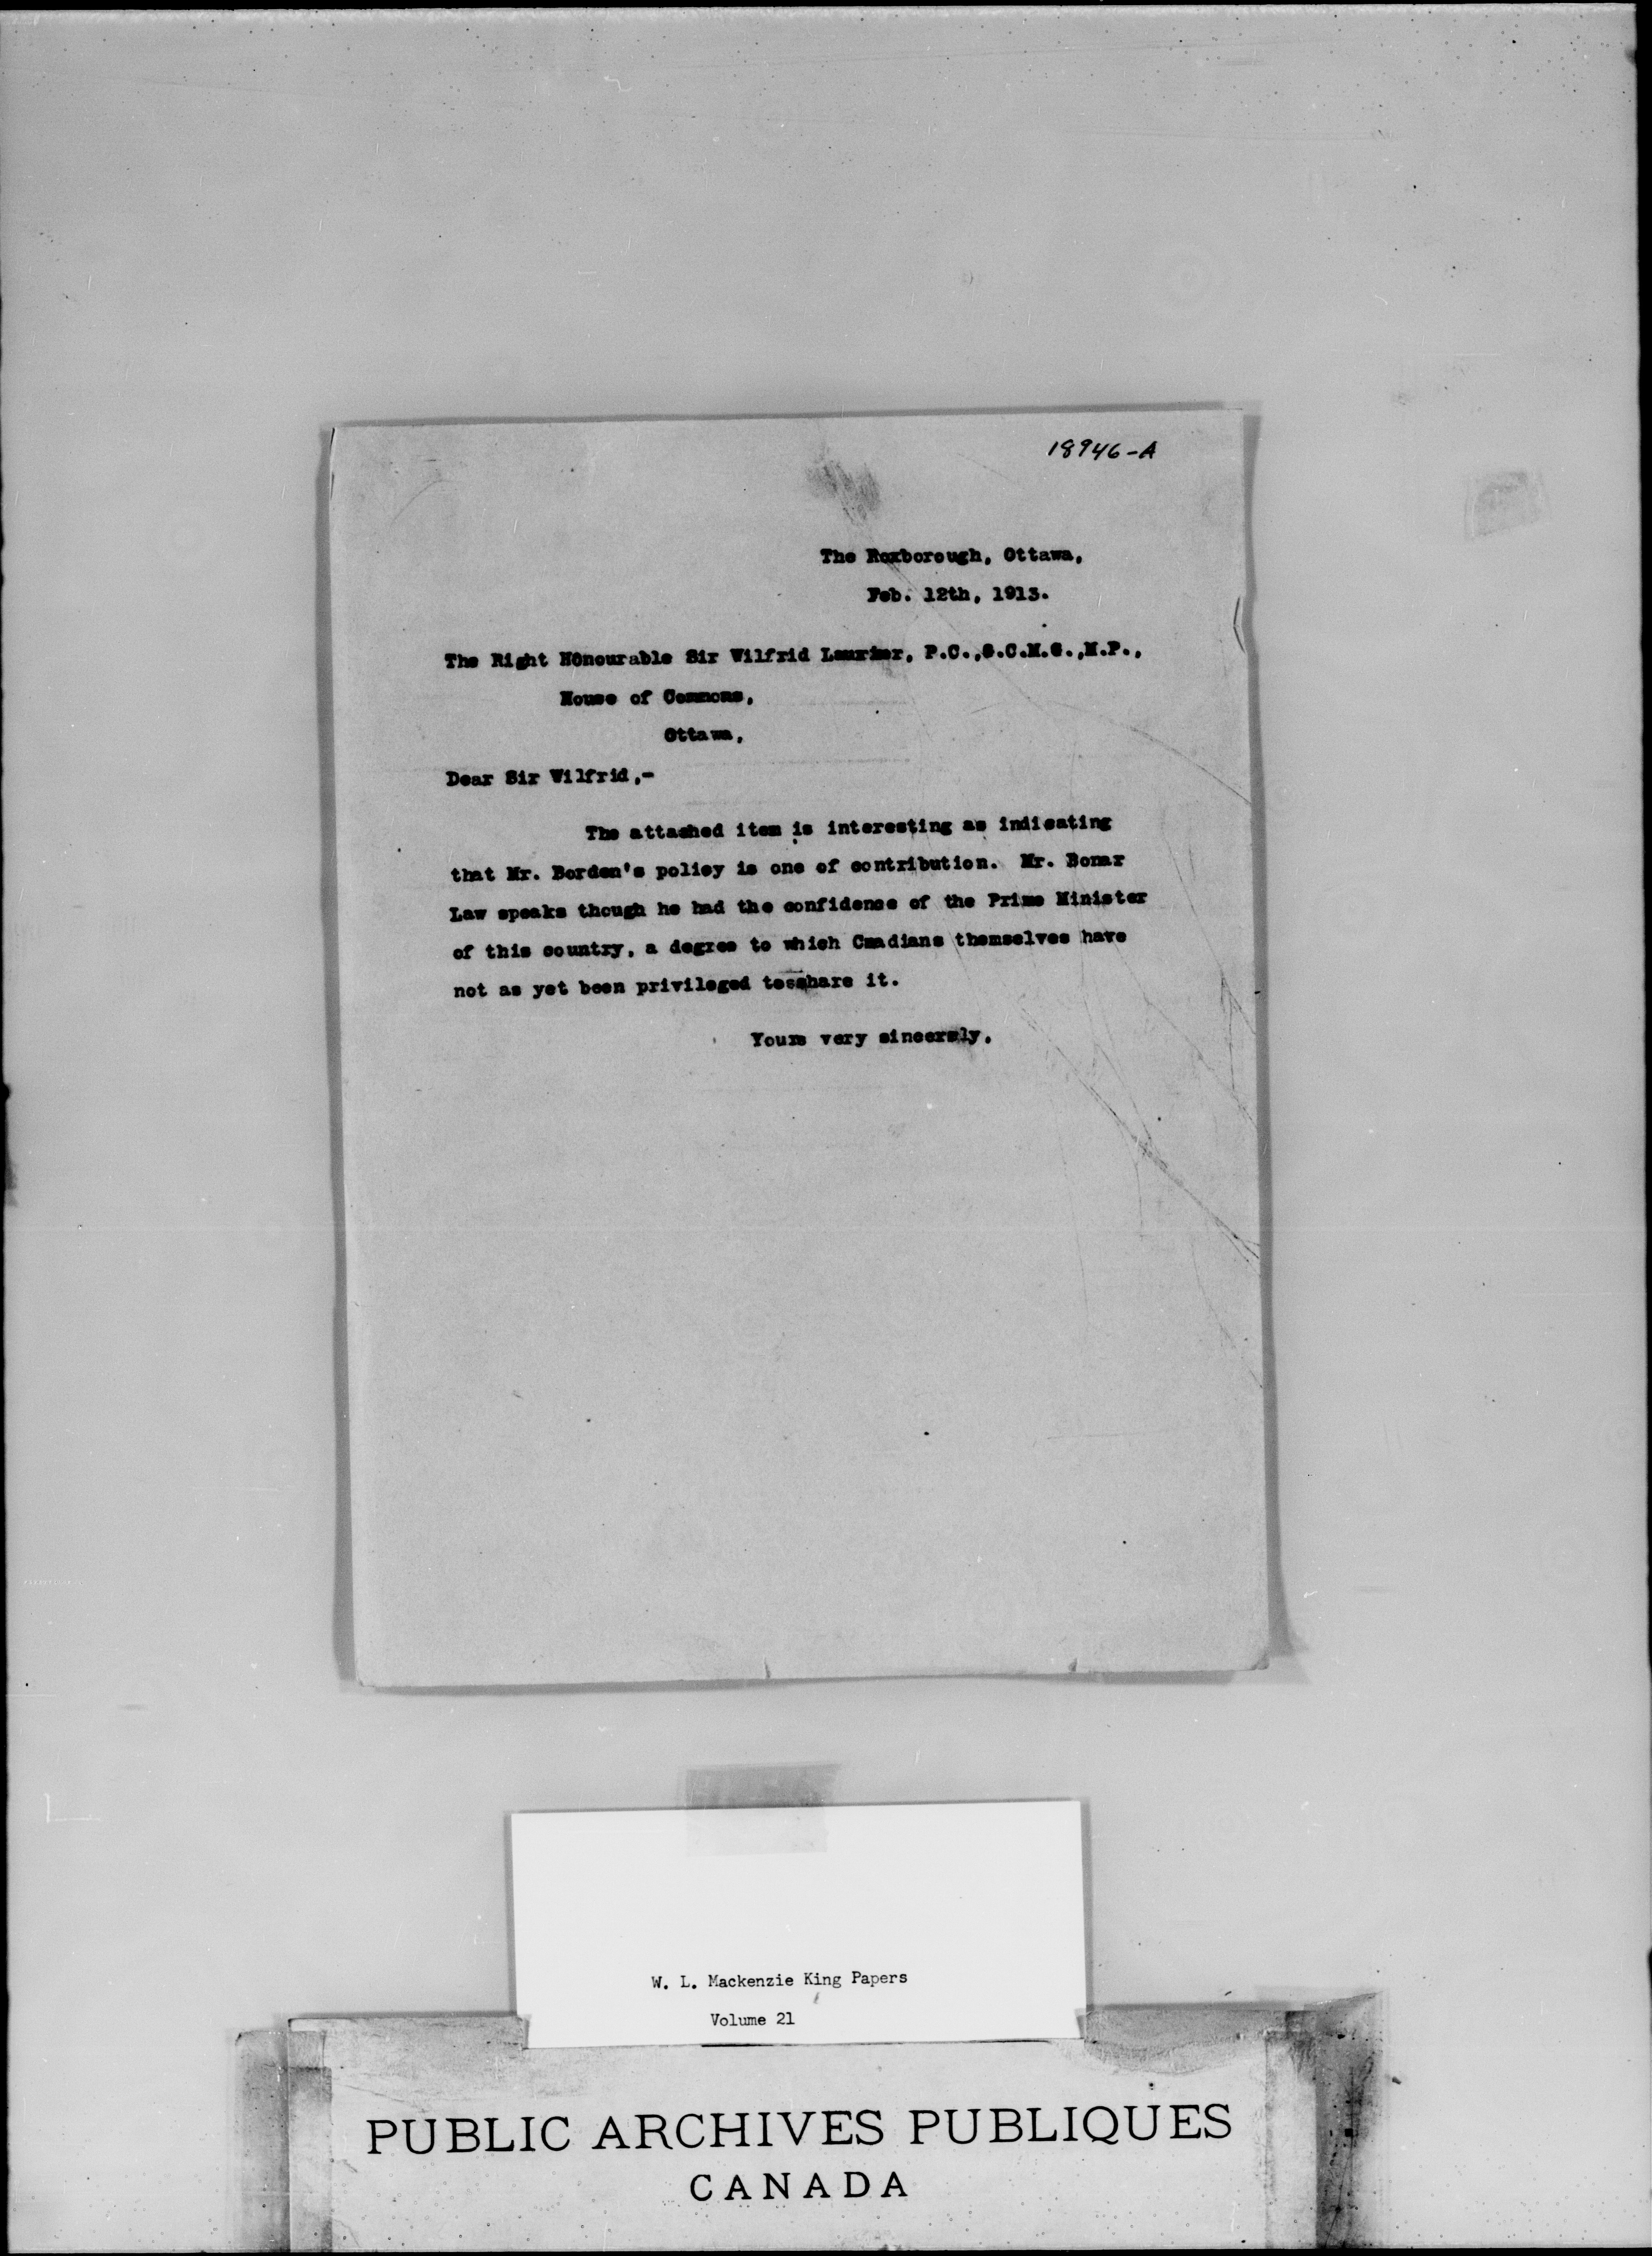 18946-A
The Roxborough, Ottawa,
Feb. 12th, 1913.
The Right HOnourable Sir Wilfrid Laurier, P.C.,G.C.M.G.,M.P.,
House of Commons,
Ottawa,
Dear Sir Wilfrid,-
The attached item is interesting as indicating
that Mr. Borden's policy is one of contribution. Mr. Bonar
Law speaks though he had the confidence of the Prime Minister
of this country, a degree to which Cmadians themselves have
not as yet been privileged to share it.
Yours very sincerely,
W. L. Mackenzie King Papers
Volume 21
PUBLIC ARCHIVES PUBLIQUES
CANADA